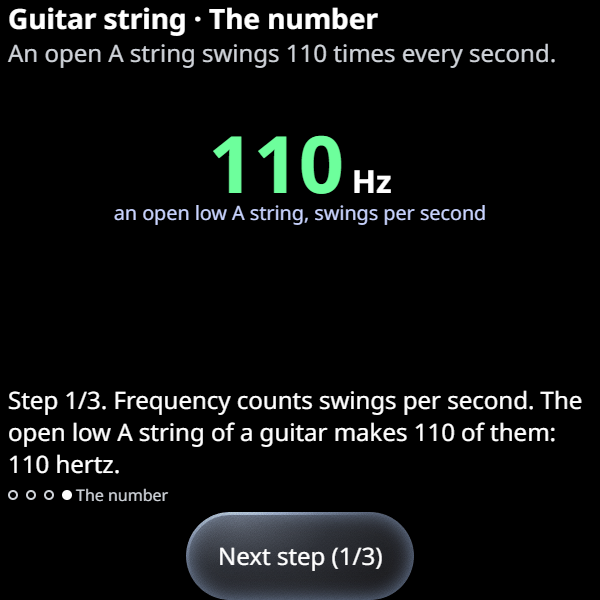 Guitar string · The number
An open A string swings 110 times every second.
110 Hz
an open low A string, swings per second
Step 1/3. Frequency counts swings per second. The
open low A string of a guitar makes 110 of them:
110 hertz.
The number
Next step (1/3)